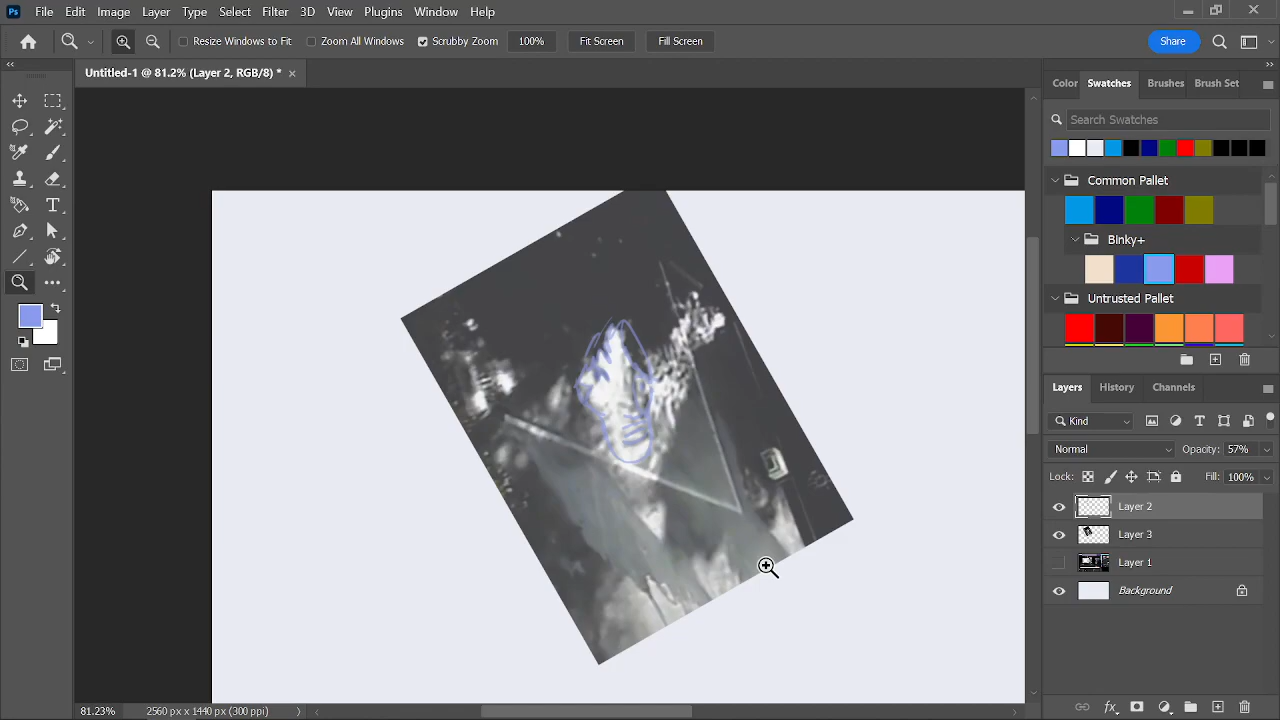 Ps File Edit Image Layer Type Select Filter 3D View Plugins Window Help
Resize Windows to Fit Zoom All Windows Scrubby Zoom 100% Fit Screen Fill Screen Share
Untitled-1 @ 81.2% (Layer 2, RGB/8) *
Color Swatches Brushes Brush Set
Search Swatches
Common Pallet
Binky+
Untrusted Pallet
Layers History Channels
Kind
Normal Opacity: 57%
Lock: Fill: 100%
Layer 2
Layer 3
Layer 1
Background
81.23% 2560 px x 1440 px (300 ppi)